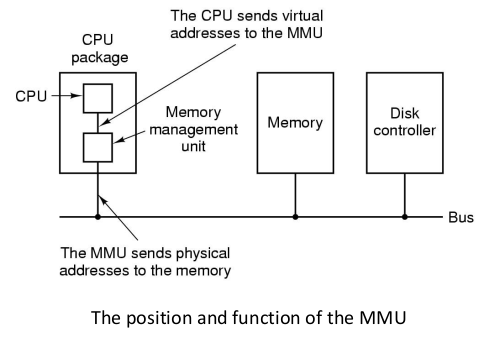 The CPU sends virtual
addresses to the MMU
CPU
package
CPU
Memory
management
unit
Memory
Disk
controller
Bus
The MMU sends physical
addresses to the memory
The position and function of the MMU